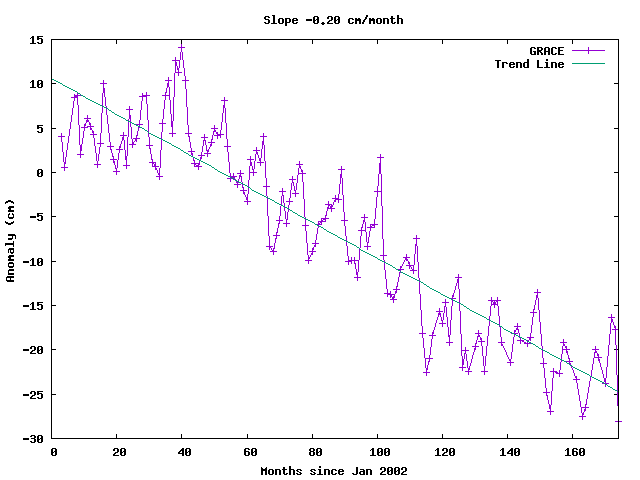 Slope -0.20 cm/month
GRACE
Trend Line
15
10
5
0
-5
-10
-15
-20
-25
-30
Anomaly (cm)
0 20 40 60 80 100 120 140 160
Months since Jan 2002